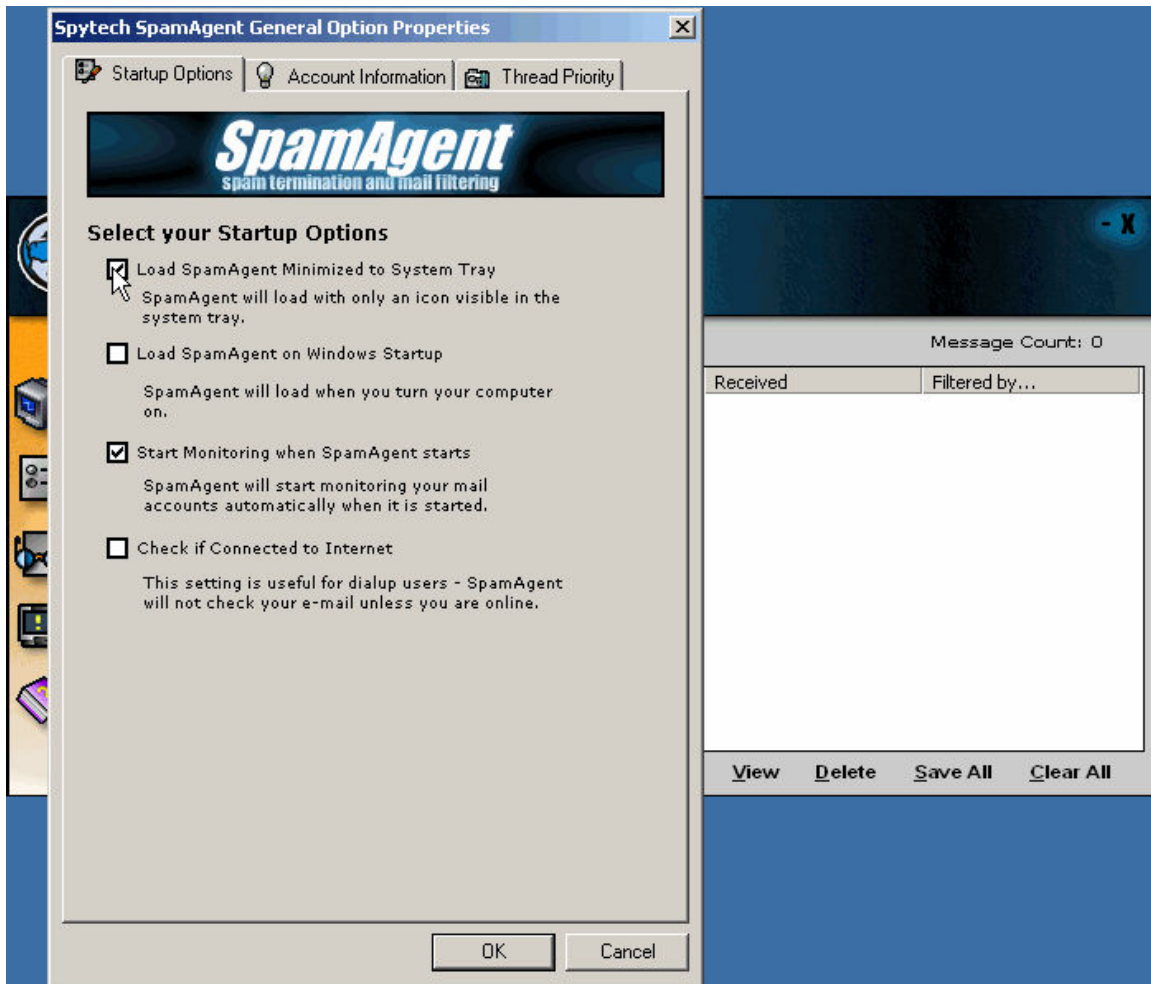 Spytech SpamAgent General Option Properties
Startup Options
Account Information
Thread Priority
SpamAgent
spam termination and mail filtering
Select your Startup Options
Load SpamAgent Minimized to System Tray
SpamAgent will load with only an icon visible in the
system tray.
Load SpamAgent on Windows Startup
SpamAgent will load when you turn your computer
on.
Start Monitoring when SpamAgent starts
SpamAgent will start monitoring your mail
accounts automatically when it is started.
Check if Connected to Internet
This setting is useful for dialup users - SpamAgent
will not check your e-mail unless you are online.
OK
Cancel
- X
Message Count: 0
Received
Filtered by...
View
Delete
Save All
Clear All